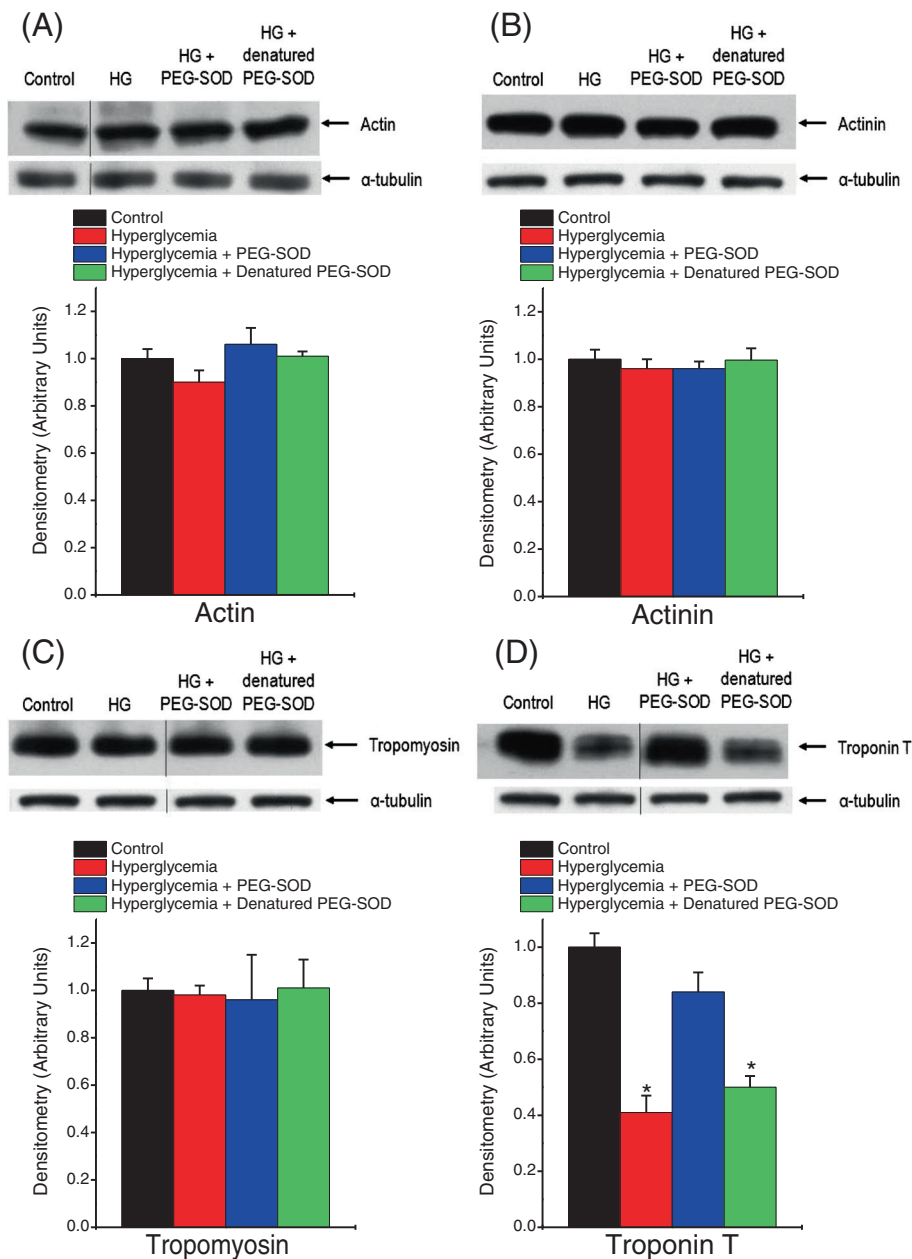 (A)
HG +
HG + denatured
Control HG PEG-SOD PEG-SOD
Actin
α-tubulin
Control
Hyperglycemia
Hyperglycemia + PEG-SOD
Hyperglycemia + Denatured PEG-SOD
Densitometry (Arbitrary Units)
1.2
1.0
0.8
0.6
0.4
0.2
0.0
Actin
(B)
HG +
HG + denatured
Control HG PEG-SOD PEG-SOD
Actinin
α-tubulin
Control
Hyperglycemia
Hyperglycemia + PEG-SOD
Hyperglycemia + Denatured PEG-SOD
Densitometry (Arbitrary Units)
1.2
1.0
0.8
0.6
0.4
0.2
0.0
Actinin
(C)
HG +
HG + denatured
Control HG PEG-SOD PEG-SOD
Tropomyosin
α-tubulin
Control
Hyperglycemia
Hyperglycemia + PEG-SOD
Hyperglycemia + Denatured PEG-SOD
Densitometry (Arbitrary Units)
1.2
1.0
0.8
0.6
0.4
0.2
0.0
Tropomyosin
(D)
HG +
HG + denatured
Control HG PEG-SOD PEG-SOD
Troponin T
α-tubulin
Control
Hyperglycemia
Hyperglycemia + PEG-SOD
Hyperglycemia + Denatured PEG-SOD
Densitometry (Arbitrary Units)
1.0
0.8
0.6
0.4
0.2
0.0
*
*
Troponin T